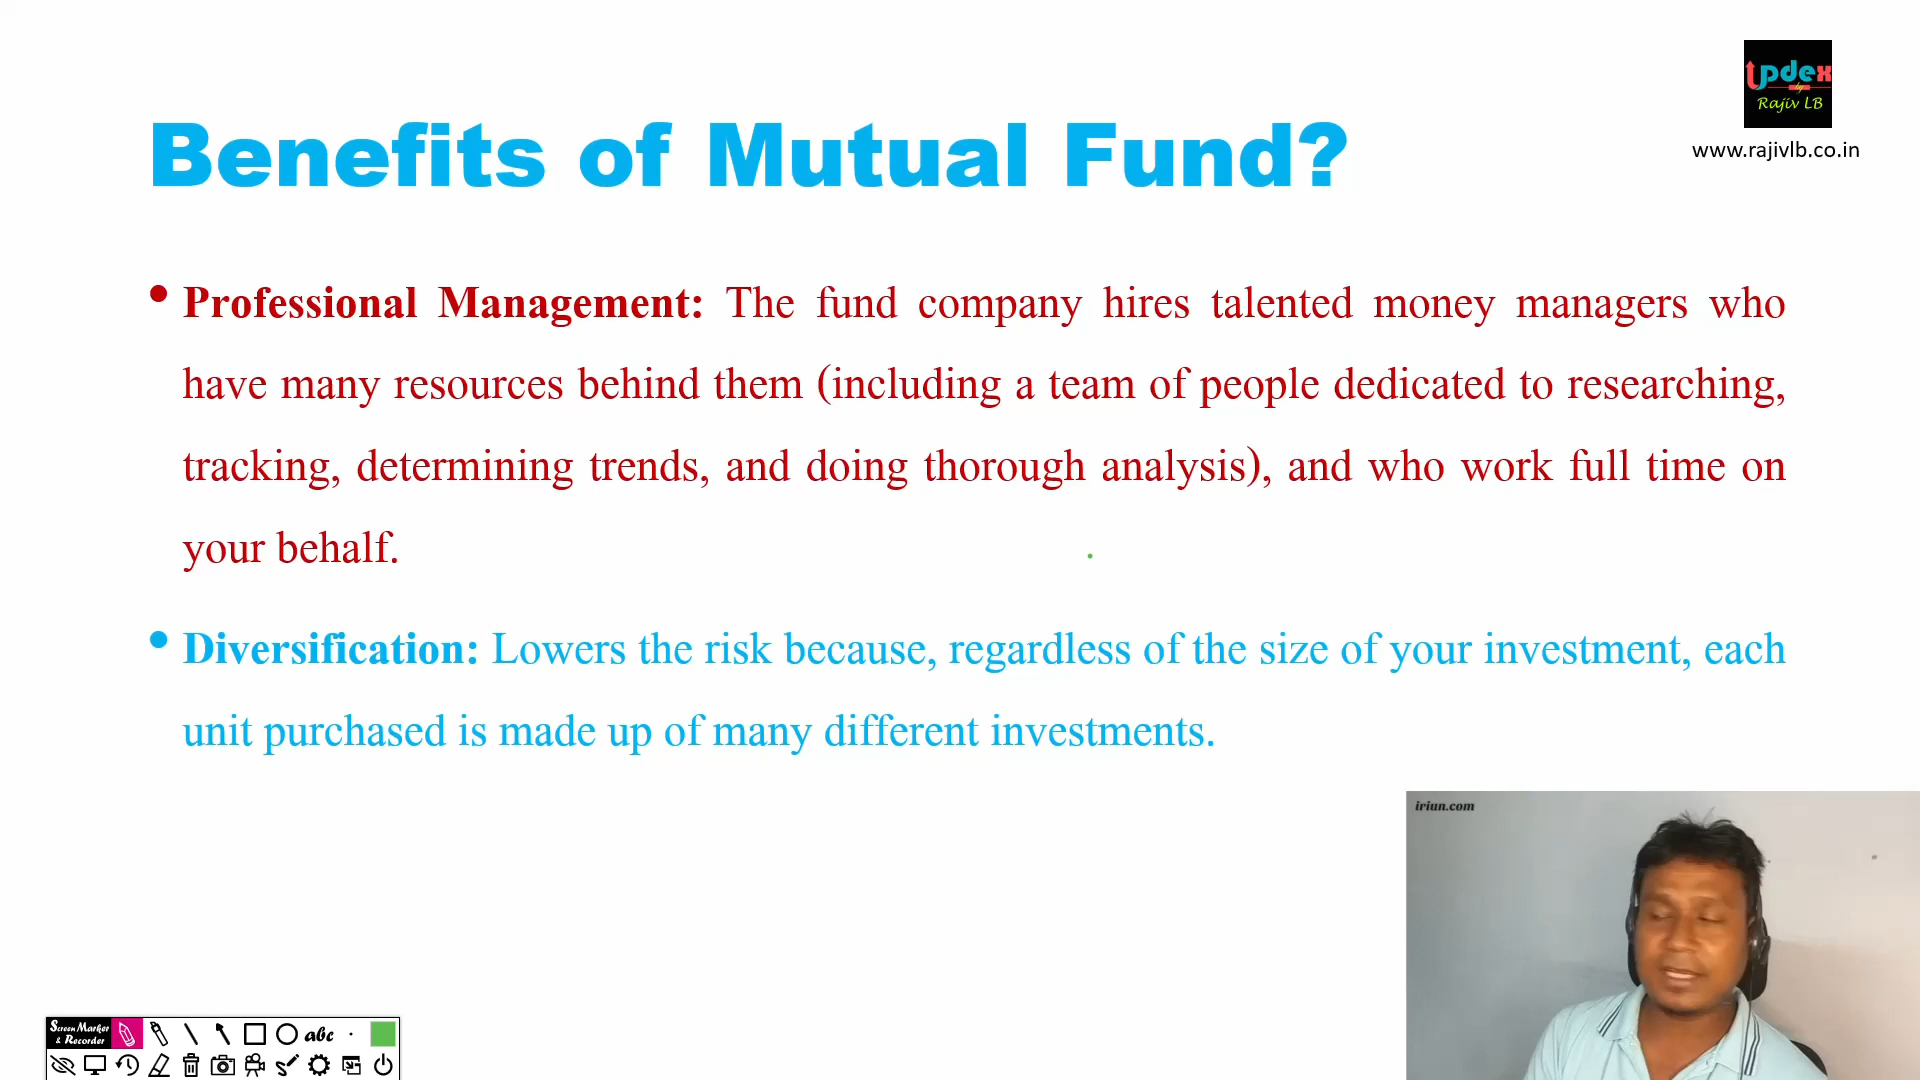 Updex
by
Rajiv LB
www.rajivlb.co.in
Benefits of Mutual Fund?
• Professional Management: The fund company hires talented money managers who
have many resources behind them (including a team of people dedicated to researching,
tracking, determining trends, and doing thorough analysis), and who work full time on
your behalf.
• Diversification: Lowers the risk because, regardless of the size of your investment, each
unit purchased is made up of many different investments.
iriun.com
Screen Marker
& Recorder
abc